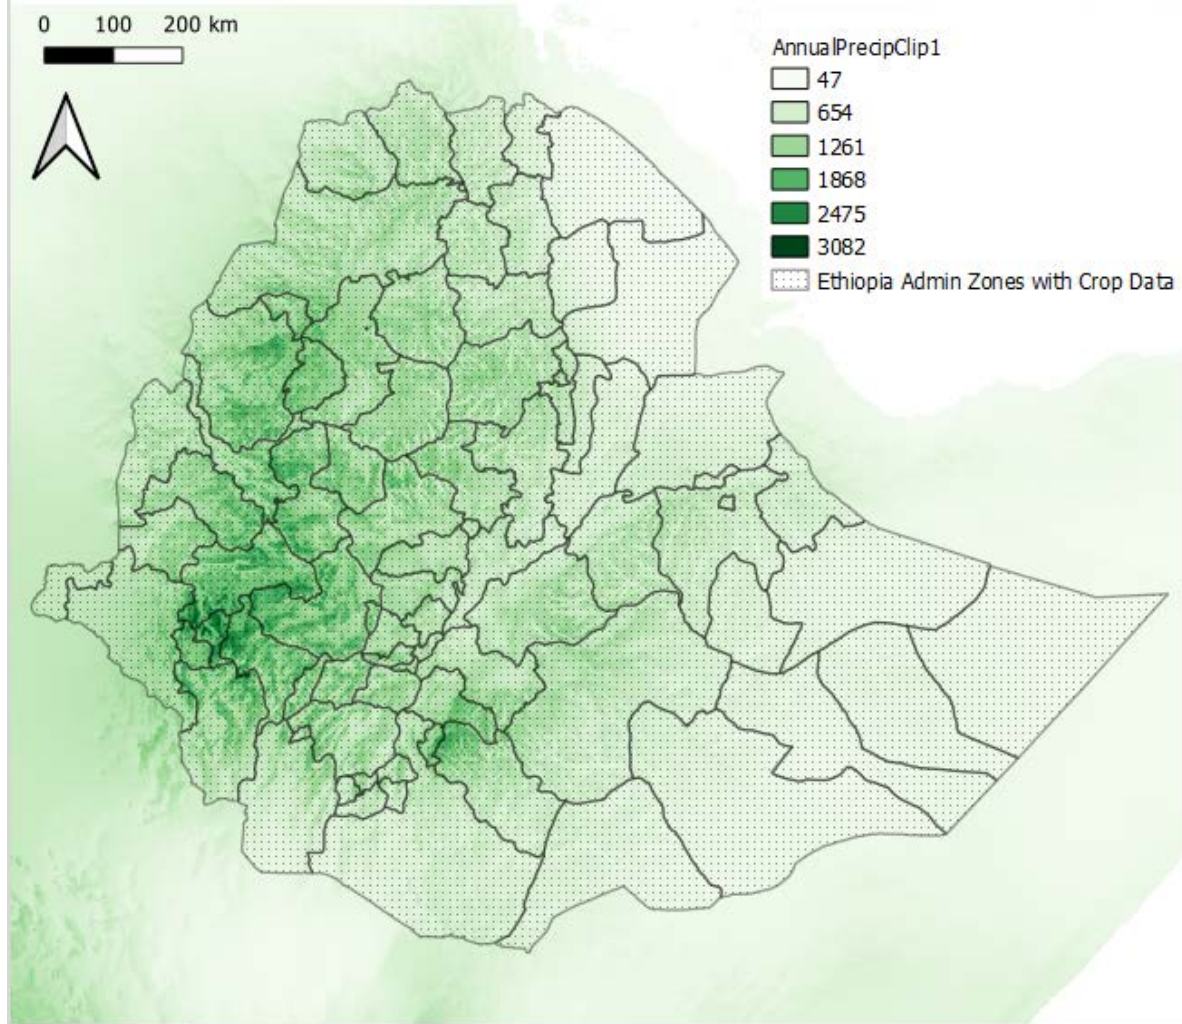 0 100 200 km
AnnualPrecipClip1
47
654
1261
1868
2475
3082
Ethiopia Admin Zones with Crop Data